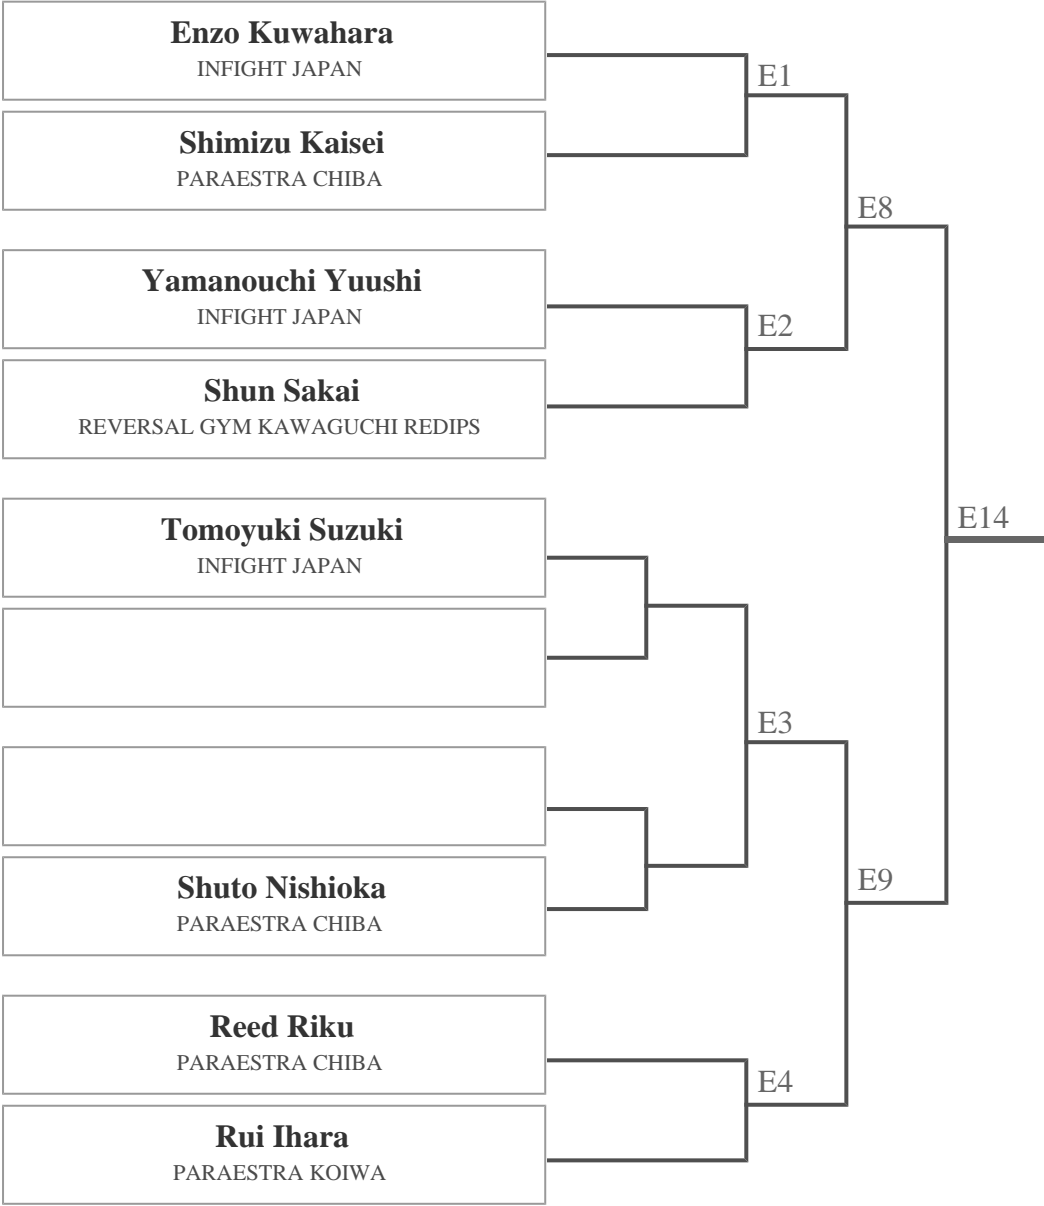 Enzo Kuwahara
INFIGHT JAPAN
E1
Shimizu Kaisei
PARAESTRA CHIBA
E8
Yamanouchi Yuushi
INFIGHT JAPAN
E2
Shun Sakai
REVERSAL GYM KAWAGUCHI REDIPS
Tomoyuki Suzuki
INFIGHT JAPAN
E14
E3
Shuto Nishioka
PARAESTRA CHIBA
E9
Reed Riku
PARAESTRA CHIBA
E4
Rui Ihara
PARAESTRA KOIWA